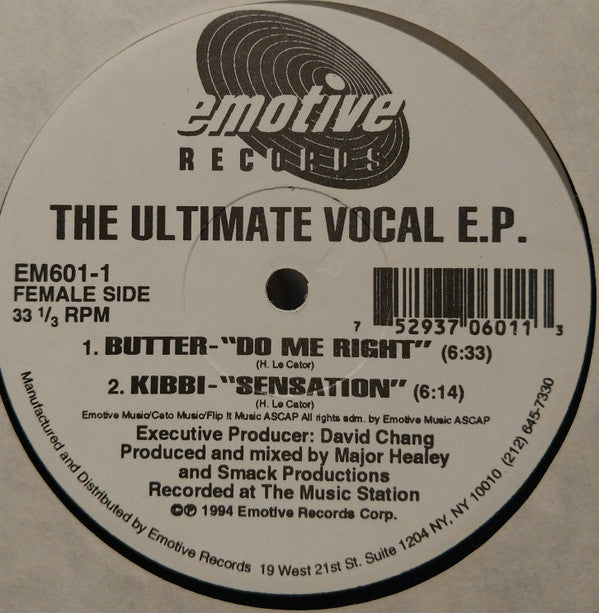 emotive
RECORDS
THE ULTIMATE VOCAL E.P.
EM601-1
FEMALE SIDE
33 1/3 RPM
7 52937 06011 3
1. BUTTER-"DO ME RIGHT" (6:33)
(H. Le Cator)
2. KIBBI-"SENSATION" (6:14)
(H. Le Cator)
Emotive Music/Cato Music/Flip It Music ASCAP All rights adm. by Emotive Music ASCAP
Executive Producer: David Chang
Produced and mixed by Major Healey
and Smack Productions
Recorded at The Music Station
©℗ 1994 Emotive Records Corp.
Manufactured and Distributed by Emotive Records 19 West 21st St. Suite 1204 NY, NY 10010 (212) 645-7330